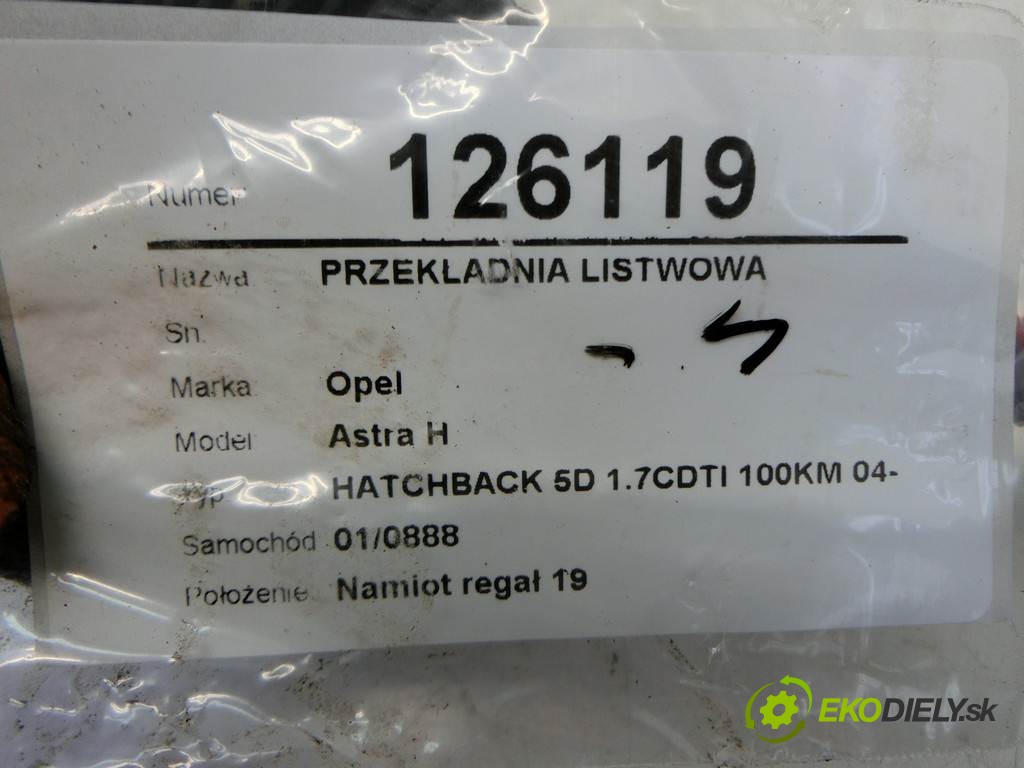 Numer 126119
Nazwa PRZEKŁADNIA LISTWOWA
Sn.
Marka Opel
Model Astra H
Typ HATCHBACK 5D 1.7CDTI 100KM 04-
Samochód 01/0888
Położenie Namiot regał 19
EKODIELY.sk